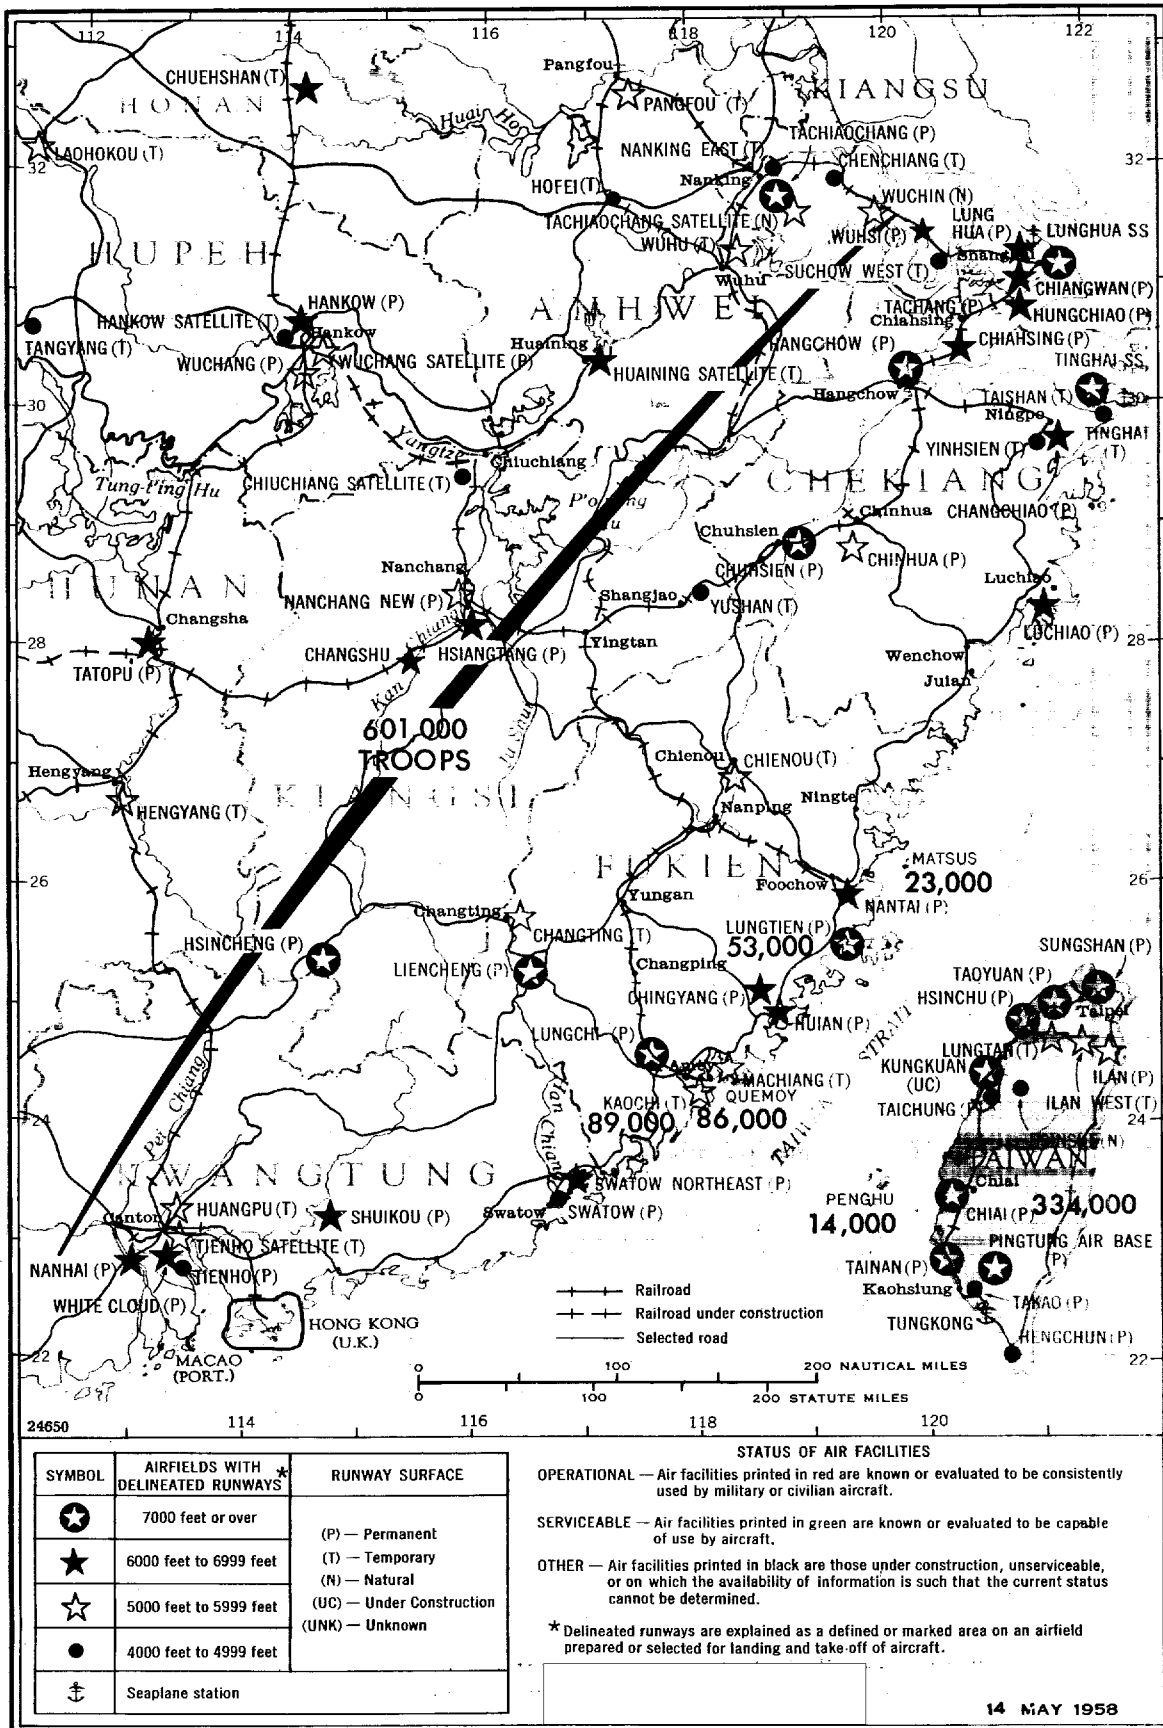 112 114 116 118 120 122
Pangfou
CHUEHSHAN (T)
KIANGSU
HONAN
PANGFOU (T)
Huai Ho
TACHIAOCHANG (P)
NANKING EAST (T)
CHENCHIANG (T)
LAOHOKOU (T)
32
32
Nanking
HOFEI (T)
WUCHIN (N)
TACHIAOCHANG SATELLITE (N)
LUNG
HUA (P)
LUNGHUA SS
WUHU (T)
WUHSI (P)
HUPEH
SUCHOW WEST (T)
Shanghai
Wuhu
CHIANGWAN (P)
ANHWEI
TACHANG (P)
HANKOW (P)
HUNGCHIAO (P)
Chiahsing
HANKOW SATELLITE (T)
Hankow
Huaining
HANGCHOW (P)
CHIAHSING (P)
TANGYANG (T)
WUCHANG (P)
WUCHANG SATELLITE (P)
HUAINING SATELLITE (T)
TINGHAI SS
Hangchow
TAISHAN (T)
30
30
Ningpo
TINGHAI
(T)
Yangtze
YINHSIEN (T)
Chiuchiang
Tung-t'ing Hu
CHIUCHIANG SATELLITE (T)
CHEKIANG
P'o-yang
Hu
CHANGCHIAO (P)
Chinhua
Chuhsien
CHINHUA (P)
Nanchang
CHUHSIEN (P)
HUNAN
Luchiao
NANCHANG NEW (P)
Shangjao
YUSHAN (T)
Changsha
Chiang
28
28
LUCHIAO (P)
CHANGSHU
HSIANGTANG (P)
Yingtan
TATOPU (P)
Wenchow
Juian
Kan
601,000
TROOPS
Fu Shui
Chienou
CHIENOU (T)
Hengyang
KIANGSI
Ningte
HENGYANG (T)
Nanping
FUKIEN
MATSUS
23,000
26
26
Foochow
Yungan
NANTAI (P)
Changting
LUNGTIEN (P)
CHANGTING (T)
53,000
HSINCHENG (P)
SUNGSHAN (P)
LIENCHENG (P)
Changping
TAOYUAN (P)
CHINGYANG (P)
HSINCHU (P)
HUIAN (P)
Taipei
LUNGCHI (P)
STRAIT
LUNGTAN (T)
Amoy
KUNGKUAN
(UC)
ILAN (P)
MACHIANG (T)
Chiang
KAOCHI (T)
QUEMOY
TAICHUNG (P)
ILAN WEST (T)
24
89,000
86,000
24
Pei
Han Chiang
KWANGTUNG
TAIWAN
SWATOW NORTHEAST (P)
Chiai
HUANGPU (T)
SHUIKOU (P)
Swatow
SWATOW (P)
PENGHU
14,000
CHIAI (P)
334,000
Canton
TIENHO SATELLITE (T)
PINGTUNG AIR BASE
(P)
NANHAI (P)
TIENHO (P)
TAINAN (P)
Kaohsiung
TAKAO (P)
WHITE CLOUD (P)
TUNGKONG
HONG KONG
(U.K.)
HENGCHUN (P)
22
MACAO
(PORT.)
22
Railroad
Railroad under construction
Selected road
0 100 200 NAUTICAL MILES
0 100 200 STATUTE MILES
24650 114 116 118 120
SYMBOL
AIRFIELDS WITH
DELINEATED RUNWAYS*
RUNWAY SURFACE
7000 feet or over
6000 feet to 6999 feet
5000 feet to 5999 feet
4000 feet to 4999 feet
Seaplane station
(P) — Permanent
(T) — Temporary
(N) — Natural
(UC) — Under Construction
(UNK) — Unknown
STATUS OF AIR FACILITIES
OPERATIONAL — Air facilities printed in red are known or evaluated to be consistently
used by military or civilian aircraft.
SERVICEABLE — Air facilities printed in green are known or evaluated to be capable
of use by aircraft.
OTHER — Air facilities printed in black are those under construction, unserviceable,
or on which the availability of information is such that the current status
cannot be determined.
* Delineated runways are explained as a defined or marked area on an airfield
prepared or selected for landing and take-off of aircraft.
14 MAY 1958